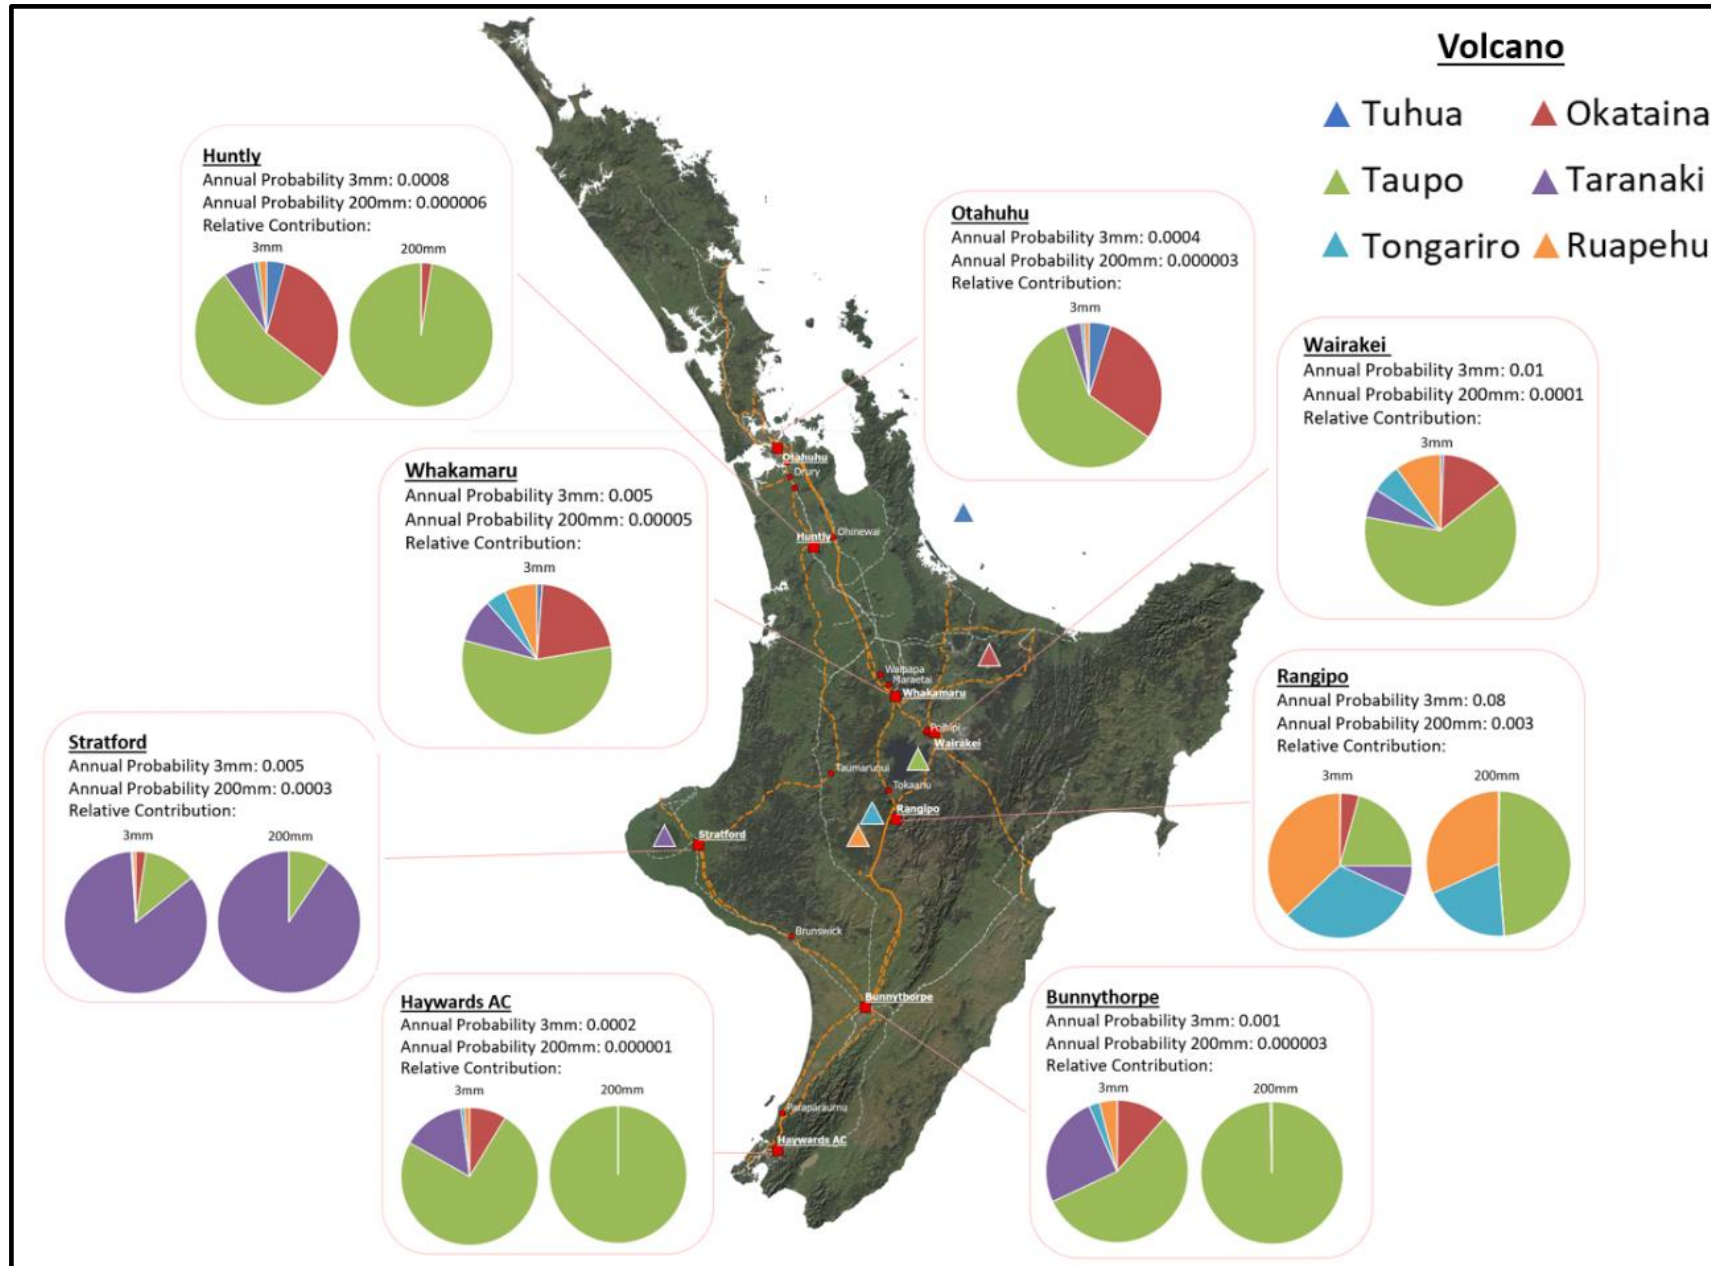 Volcano
Tuhua
Okataina
Taupo
Taranaki
Tongariro
Ruapehu
Huntly
Annual Probability 3mm: 0.0008
Annual Probability 200mm: 0.000006
Relative Contribution:
3mm
200mm
Otahuhu
Annual Probability 3mm: 0.0004
Annual Probability 200mm: 0.000003
Relative Contribution:
3mm
Wairakei
Annual Probability 3mm: 0.01
Annual Probability 200mm: 0.0001
Relative Contribution:
3mm
Whakamaru
Annual Probability 3mm: 0.005
Annual Probability 200mm: 0.00005
Relative Contribution:
3mm
Rangipo
Annual Probability 3mm: 0.08
Annual Probability 200mm: 0.003
Relative Contribution:
3mm
200mm
Stratford
Annual Probability 3mm: 0.005
Annual Probability 200mm: 0.0003
Relative Contribution:
3mm
200mm
Haywards AC
Annual Probability 3mm: 0.0002
Annual Probability 200mm: 0.000001
Relative Contribution:
3mm
200mm
Bunnythorpe
Annual Probability 3mm: 0.001
Annual Probability 200mm: 0.000003
Relative Contribution:
3mm
200mm
Otahuhu
Drury
Ohinewai
Huntly
Waipapa
Maraetai
Whakamaru
Poihipi
Wairakei
Taumarunui
Tokaanu
Rangipo
Stratford
Brunswick
Bunnythorpe
Paraparaumu
Haywards AC